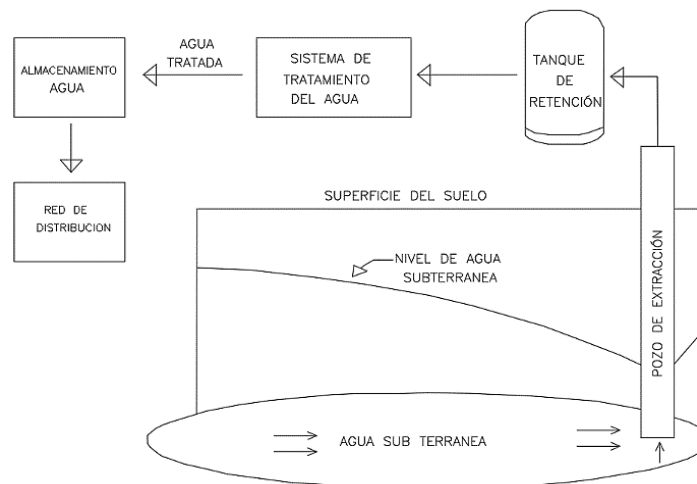 ALMACENAMIENTO
AGUA
AGUA
TRATADA
SISTEMA DE
TRATAMIENTO
DEL AGUA
TANQUE
DE
RETENCIÓN
RED DE
DISTRIBUCION
SUPERFICIE DEL SUELO
NIVEL DE AGUA
SUBTERRANEA
POZO DE EXTRACCIÓN
AGUA SUB TERRANEA